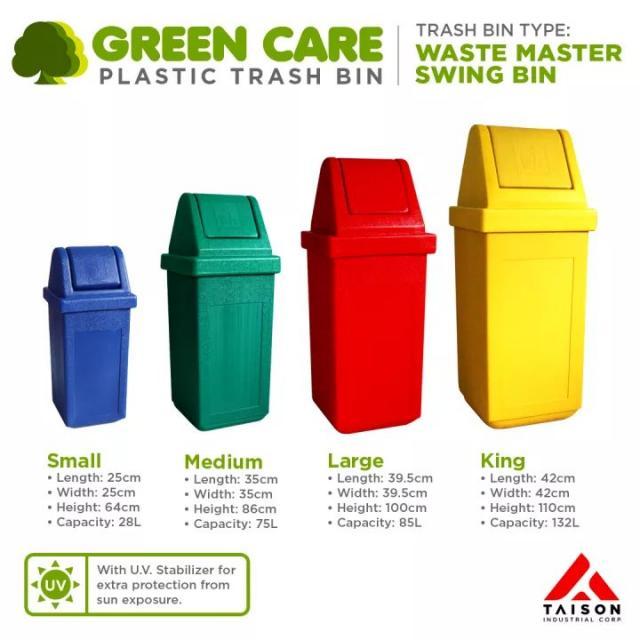 GREEN CARE
PLASTIC TRASH BIN
TRASH BIN TYPE:
WASTE MASTER
SWING BIN
Small
• Length: 25cm
• Width: 25cm
• Height: 64cm
• Capacity: 28L
Medium
• Length: 35cm
• Width: 35cm
• Height: 86cm
• Capacity: 75L
Large
• Length: 39.5cm
• Width: 39.5cm
• Height: 100cm
• Capacity: 85L
King
• Length: 42cm
• Width: 42cm
• Height: 110cm
• Capacity: 132L
UV
With U.V. Stabilizer for
extra protection from
sun exposure.
TAISON
INDUSTRIAL CORP.